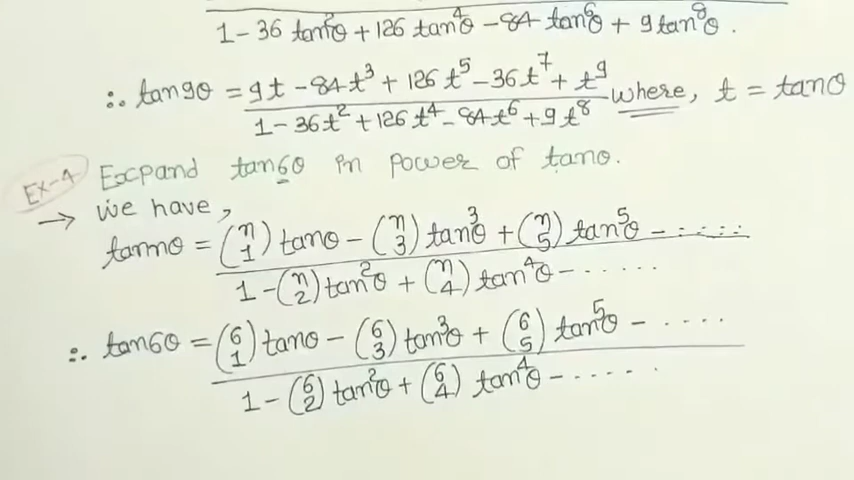 1 - 36 tan²θ + 126 tan⁴θ - 84 tan⁶θ + 9 tan⁸θ .
∴ tan9θ = 9t - 84t³ + 126t⁵ - 36t⁷ + t⁹ where, t = tanθ
1 - 36t² + 126t⁴ - 84t⁶ + 9t⁸
Ex-4 Expand tan6θ in power of tanθ.
→ we have,
tannθ = (n 1) tanθ - (n 3) tan³θ + (n 5) tan⁵θ - ......
1 - (n 2) tan²θ + (n 4) tan⁴θ - ......
∴ tan6θ = (6 1) tanθ - (6 3) tan³θ + (6 5) tan⁵θ - ....
1 - (6 2) tan²θ + (6 4) tan⁴θ - ......